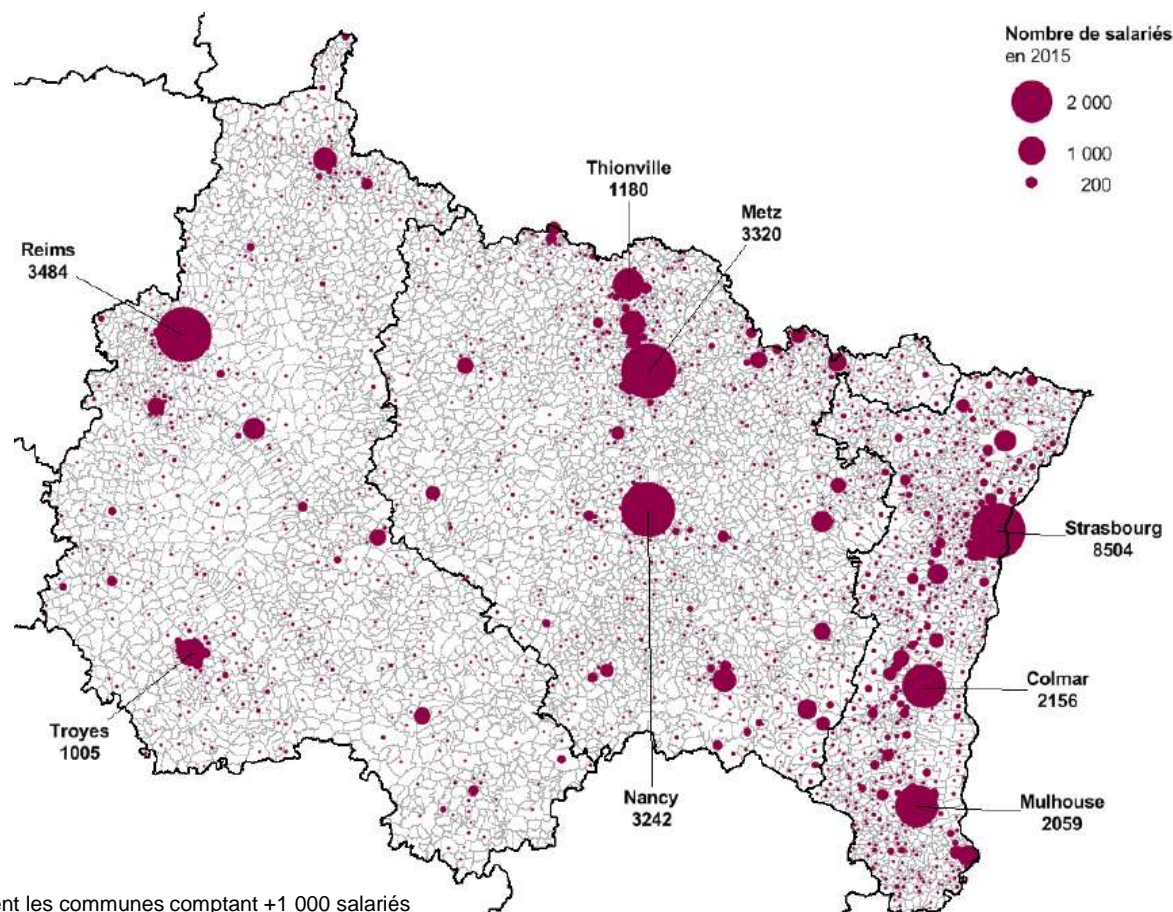 Nombre de salariés
en 2015
2 000
1 000
200
Thionville
1180
Metz
3320
Reims
3484
Strasbourg
8504
Colmar
2156
Troyes
1005
Nancy
3242
Mulhouse
2059
les communes comptant +1 000 salariés